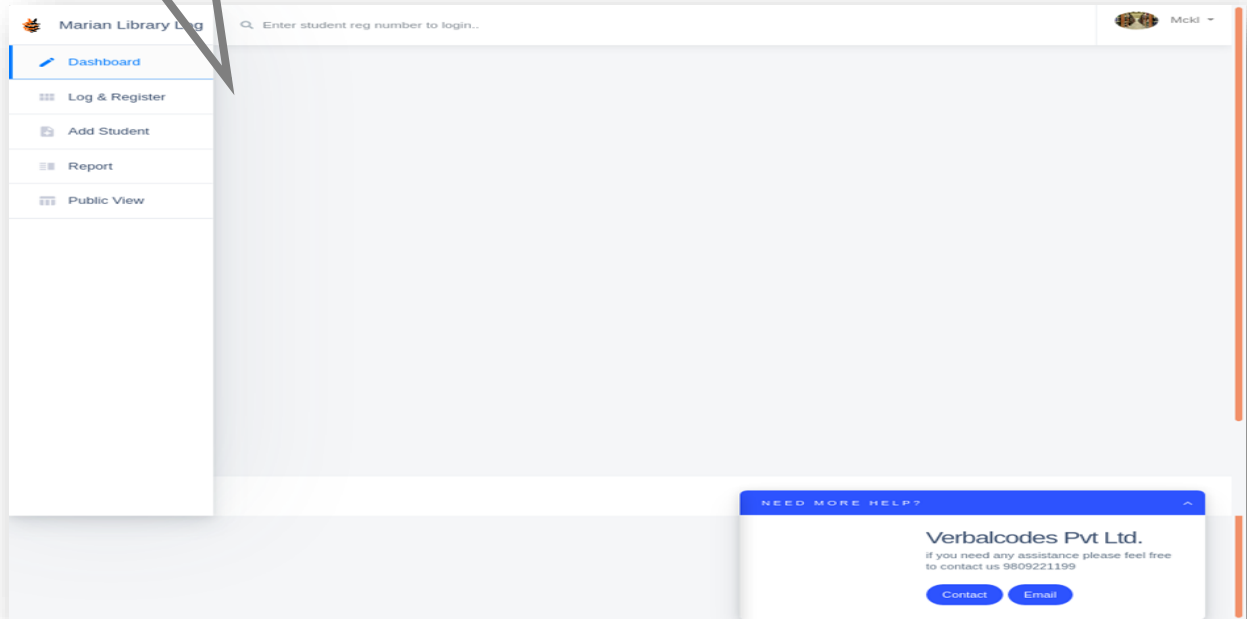 Marian Library Log
Enter student reg number to login..
Mckl
Dashboard
Log & Register
Add Student
Report
Public View
NEED MORE HELP?
Verbalcodes Pvt Ltd.
if you need any assistance please feel free
to contact us 9809221199
Contact Email